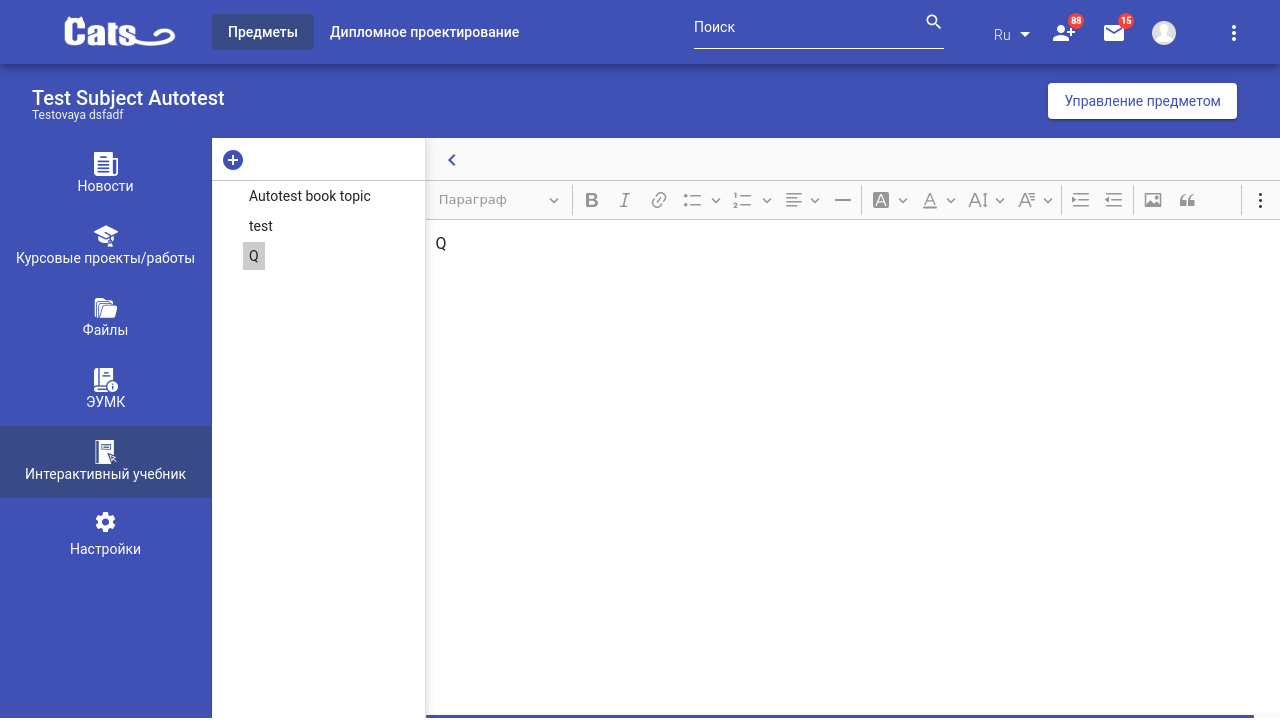 Cats
Предметы
Дипломное проектирование
Поиск
Ru
88
15
Test Subject Autotest
Testovaya dsfadf
Управление предметом
Новости
Курсовые проекты/работы
Файлы
ЭУМК
Интерактивный учебник
Настройки
Autotest book topic
test
Q
Параграф
Q